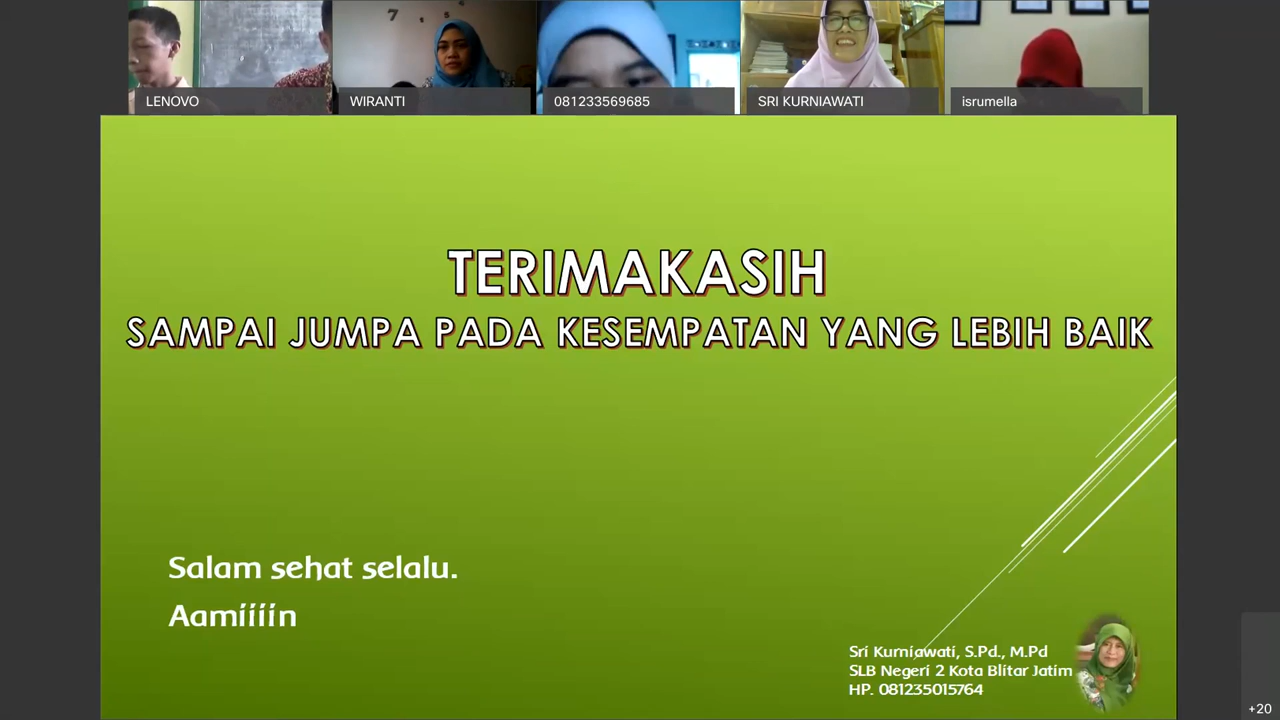 LENOVO
WIRANTI
081233569685
SRI KURNIAWATI
isrumella
TERIMAKASIH
SAMPAI JUMPA PADA KESEMPATAN YANG LEBIH BAIK
Salam sehat selalu.
Aamiiiin
Sri Kurniawati, S.Pd., M.Pd
SLB Negeri 2 Kota Blitar Jatim
HP. 081235015764
+20